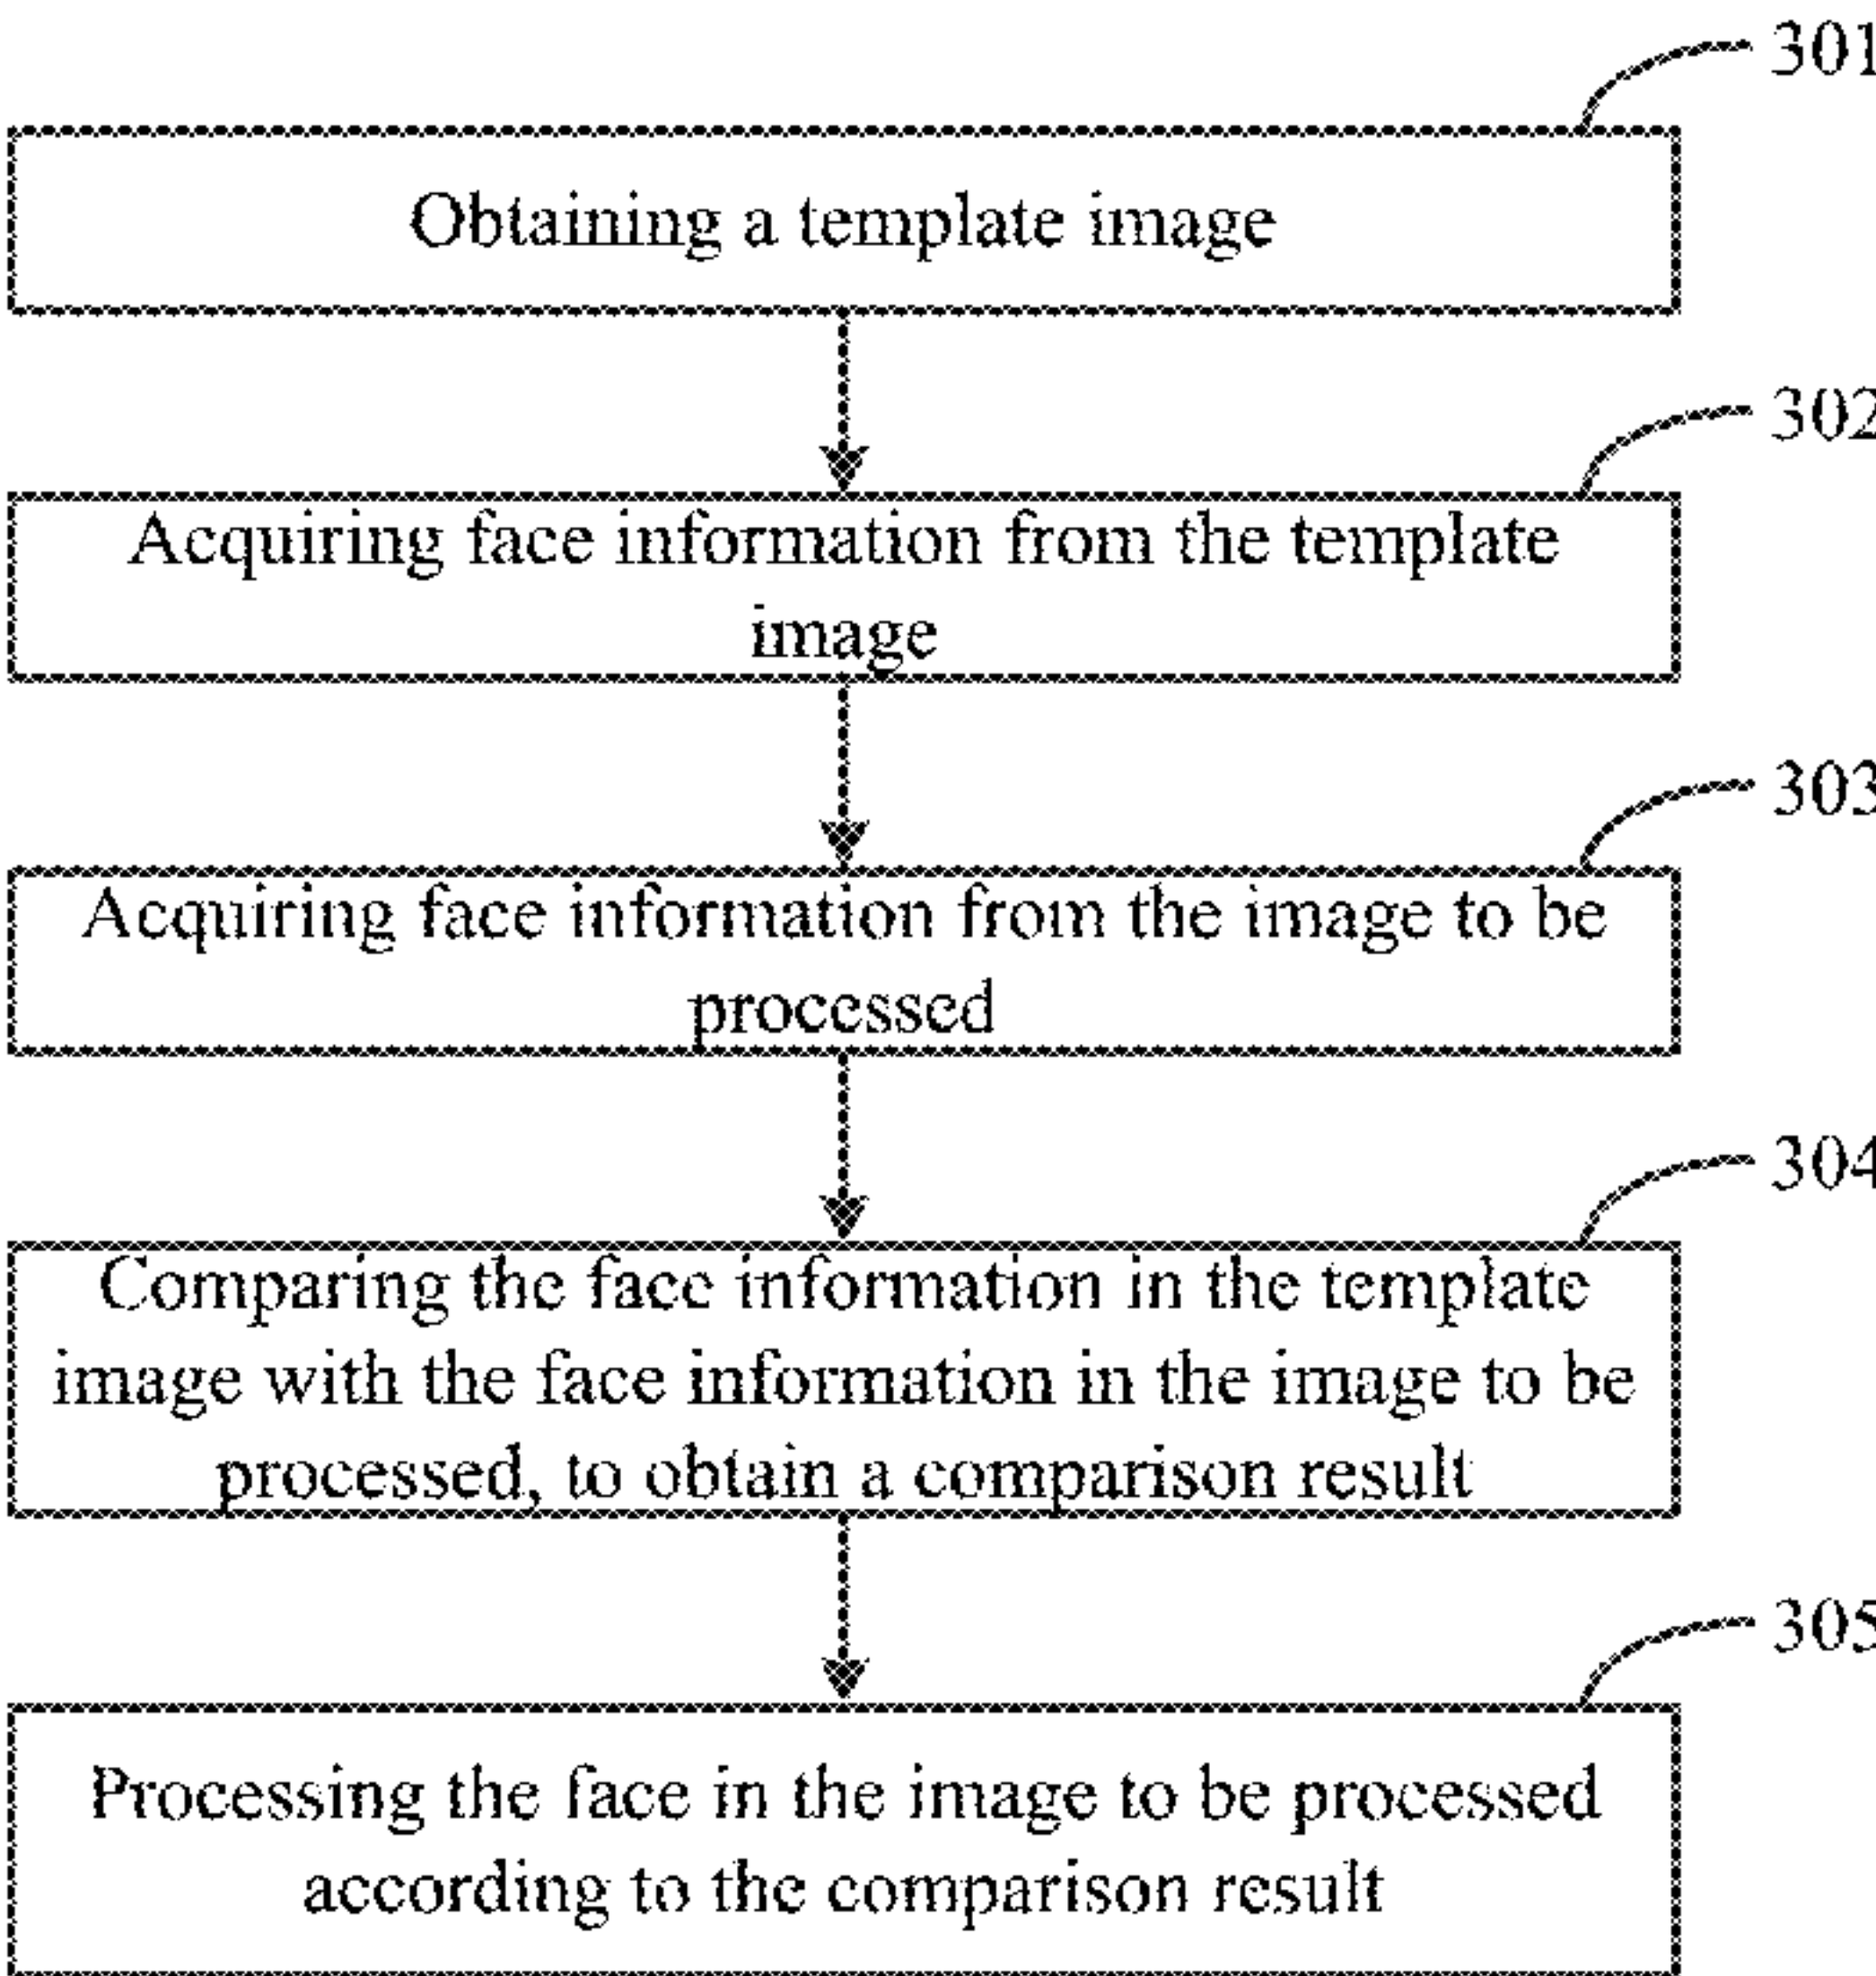 301
Obtaining a template image
302
Acquiring face information from the template
image
303
Acquiring face information from the image to be
processed
304
Comparing the face information in the template
image with the face information in the image to be
processed, to obtain a comparison result
305
Processing the face in the image to be processed
according to the comparison result